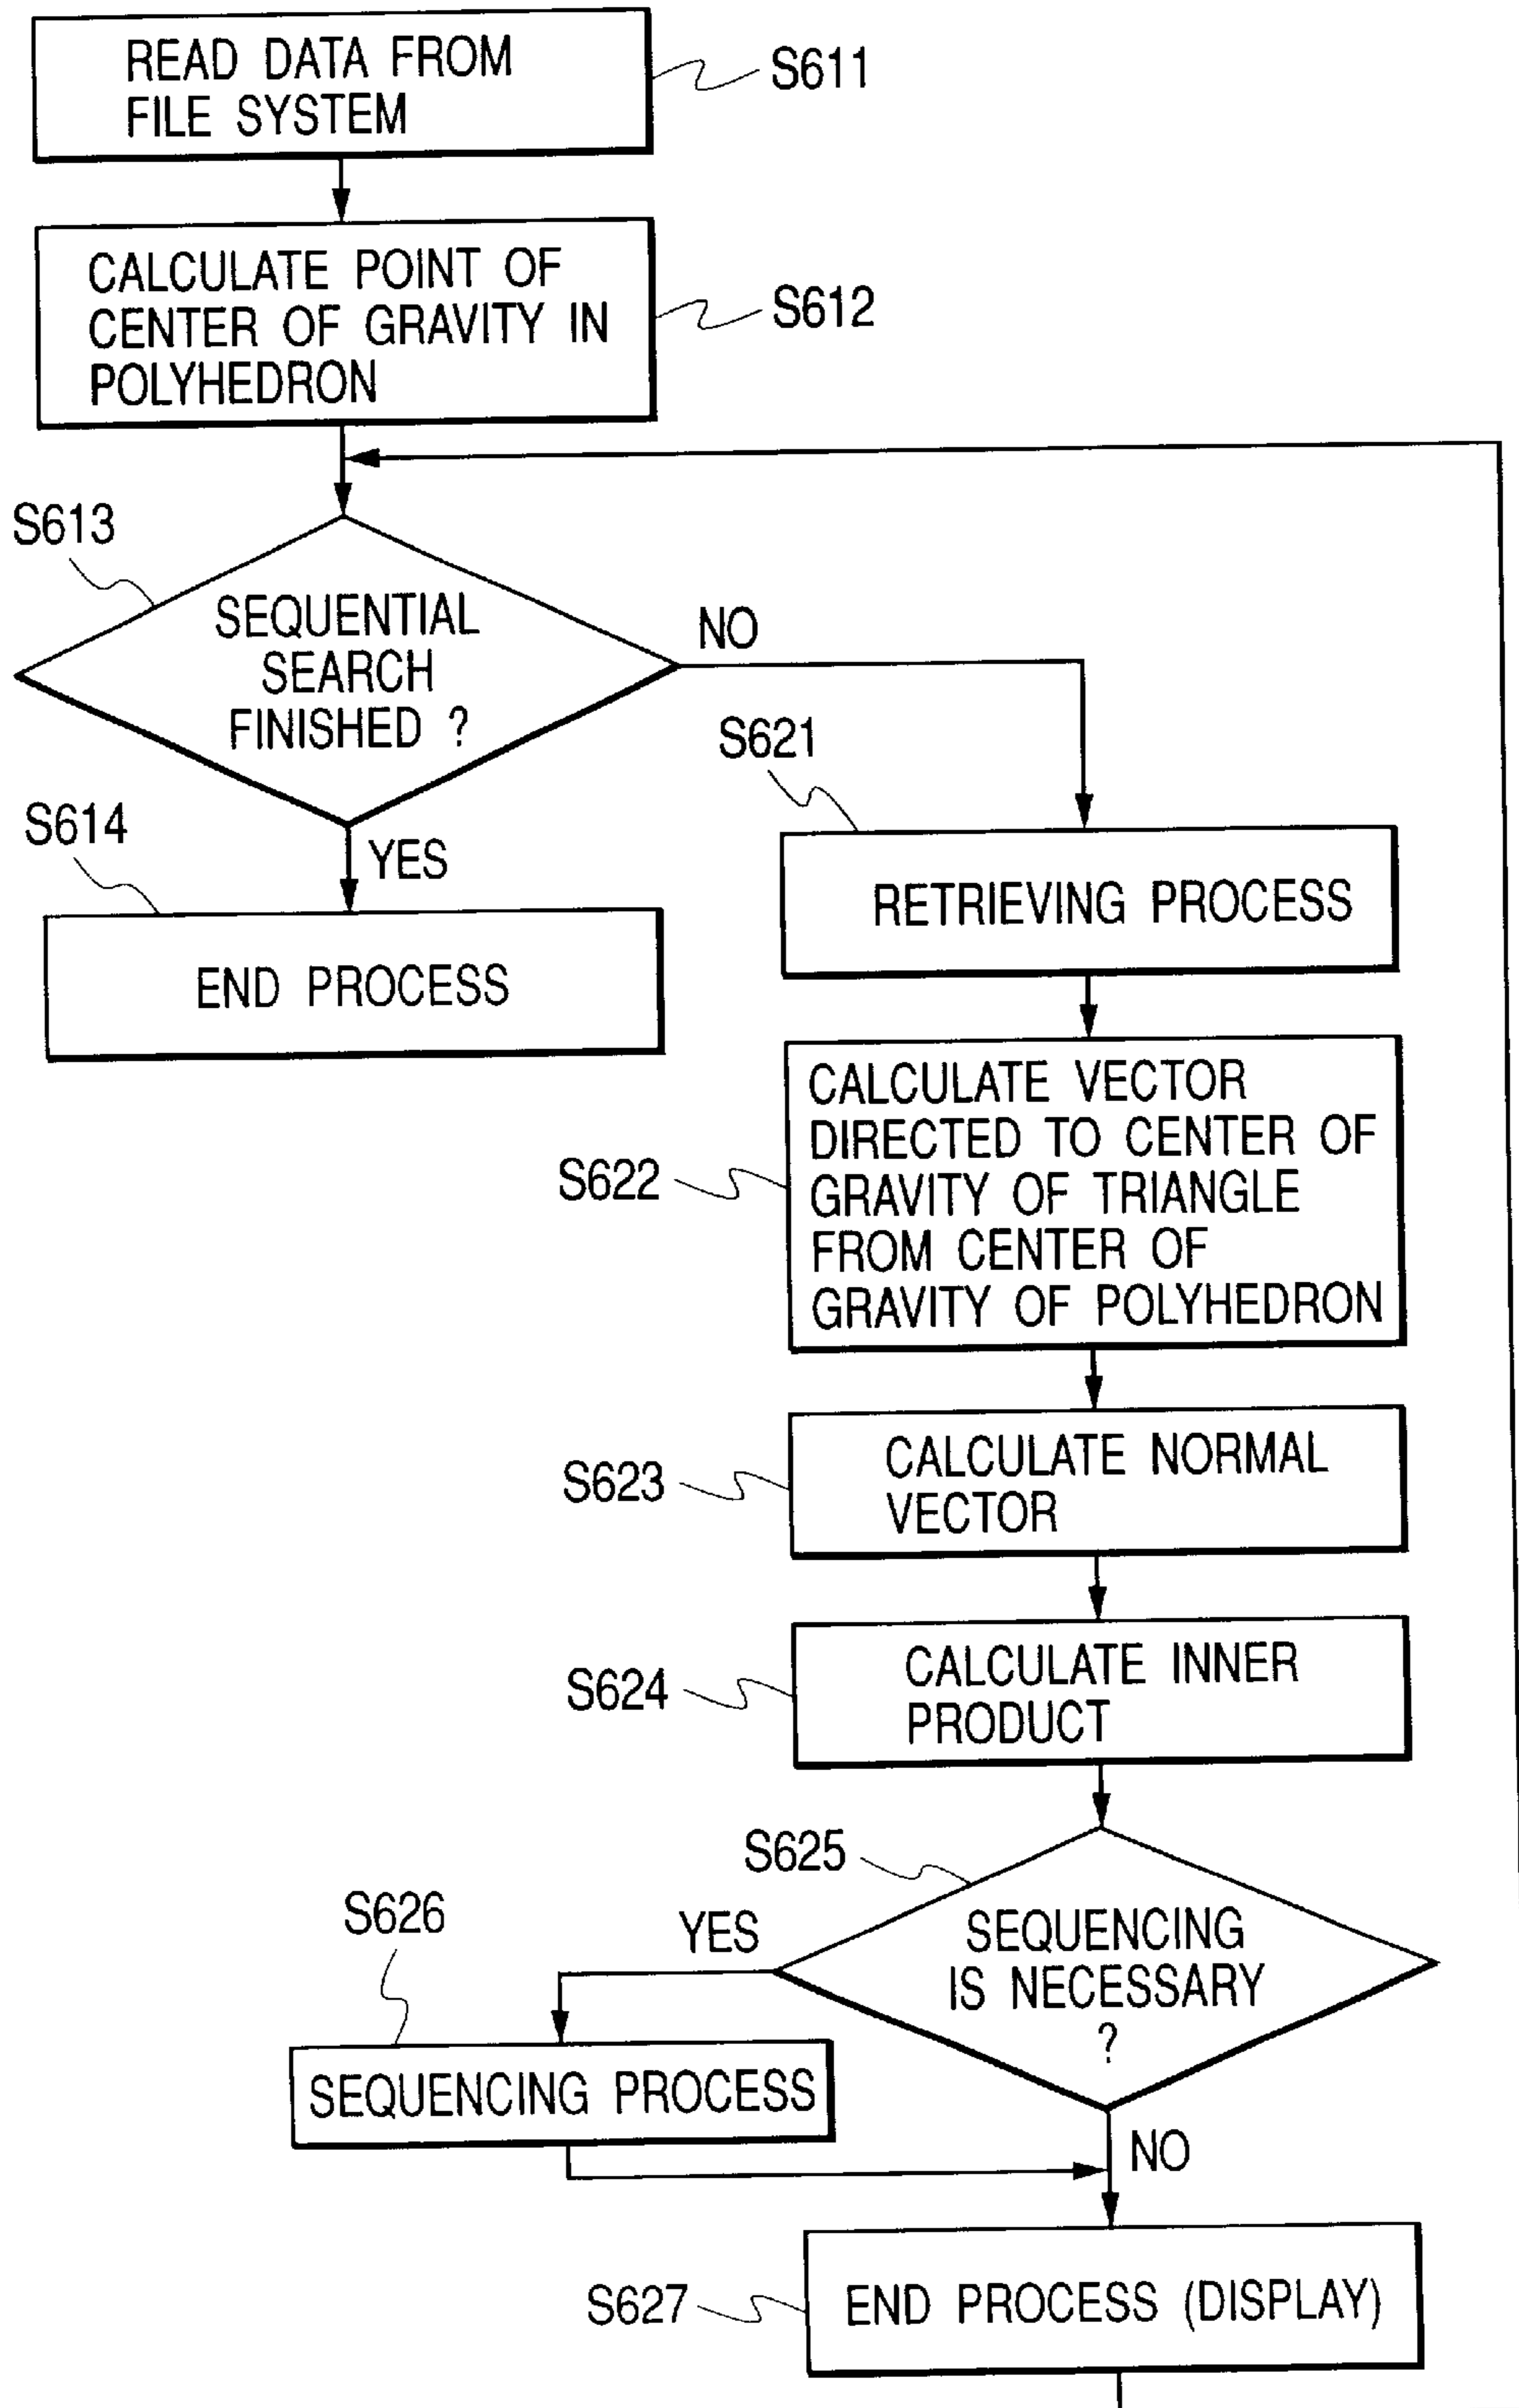 READ DATA FROM
FILE SYSTEM
S611
CALCULATE POINT OF
CENTER OF GRAVITY IN
POLYHEDRON
S612
S613
SEQUENTIAL
SEARCH
FINISHED ?
NO
S614
YES
END PROCESS
S621
RETRIEVING PROCESS
S622
CALCULATE VECTOR
DIRECTED TO CENTER OF
GRAVITY OF TRIANGLE
FROM CENTER OF
GRAVITY OF POLYHEDRON
S623
CALCULATE NORMAL
VECTOR
S624
CALCULATE INNER
PRODUCT
S625
SEQUENCING
IS NECESSARY
?
YES
S626
SEQUENCING PROCESS
NO
S627
END PROCESS (DISPLAY)